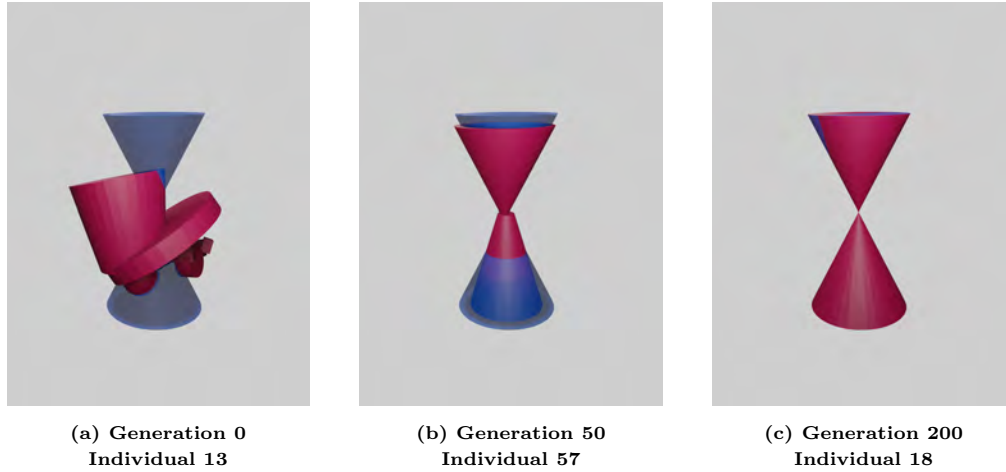 (a) Generation 0
Individual 13
(b) Generation 50
Individual 57
(c) Generation 200
Individual 18